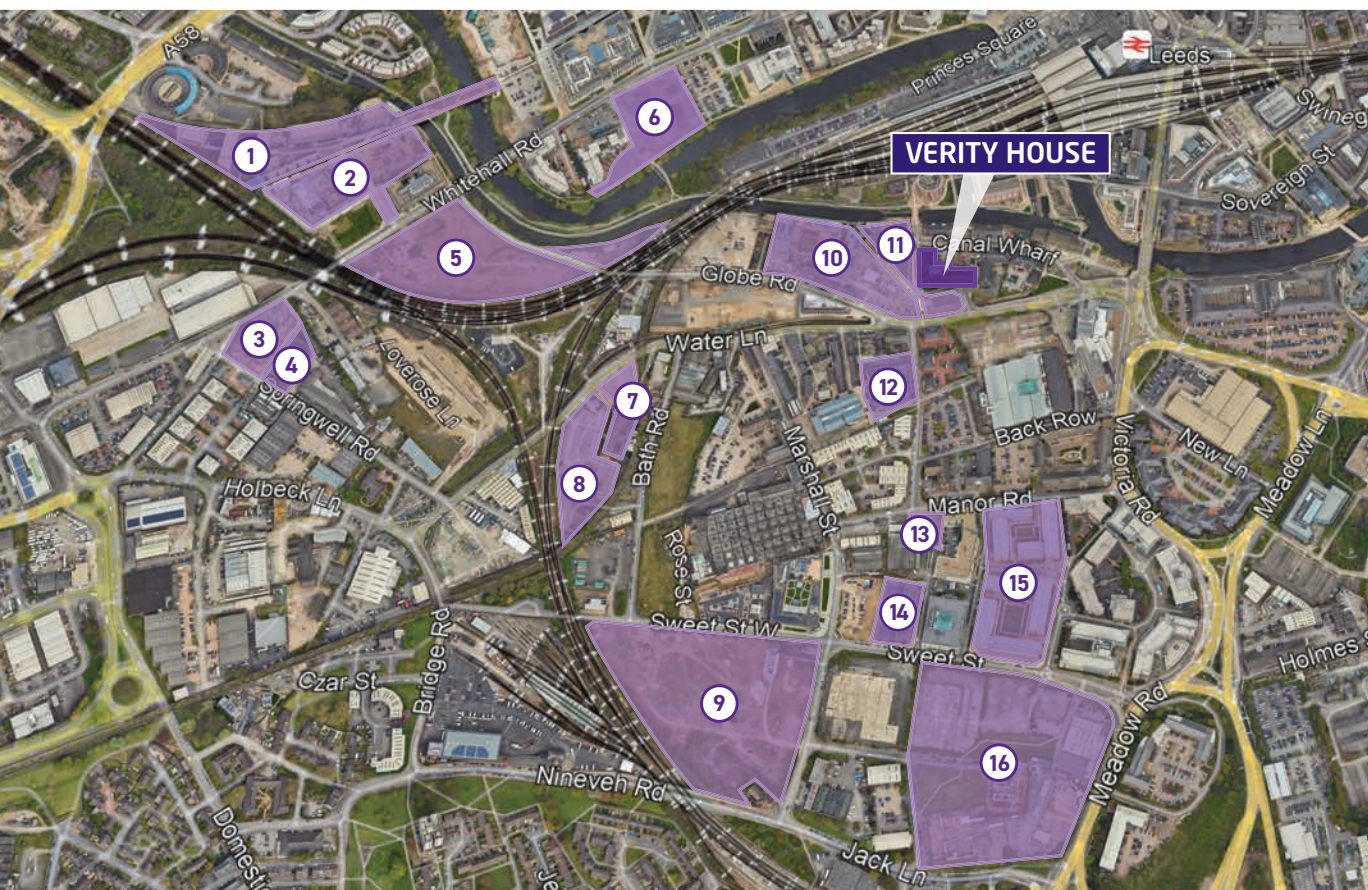 A58
Princes Square
Leeds
Swineg
6
1
2
Whitehall Rd
VERITY HOUSE
Sovereign St
5
10
11
Canal Wharf
Globe Rd
3
4
Water Ln
Loverose Ln
Springwell Rd
7
12
Bath Rd
Back Row
Marshall St
Victoria Rd
New Ln
Meadow Ln
8
Holbeck Ln
Manor Rd
13
Rose St
15
14
Sweet St W
Sweet St
Holmes
Czar St
Bridge Rd
9
16
Meadow Rd
Nineveh Rd
Domest
Jack Ln
Je